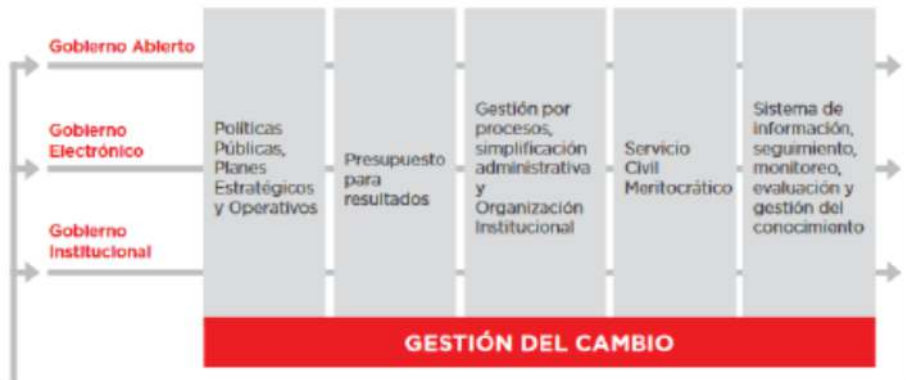 Gobierno Abierto
Gobierno
Electrónico
Gobierno
Institucional
Políticas
Públicas,
Planes
Estratégicos
y Operativos
Presupuesto
para
resultados
Gestión por
procesos,
simplificación
administrativa
y
Organización
Institucional
Servicio
Civil
Meritocrático
Sistema de
información,
seguimiento,
monitoreo,
evaluación y
gestión del
conocimiento
GESTIÓN DEL CAMBIO